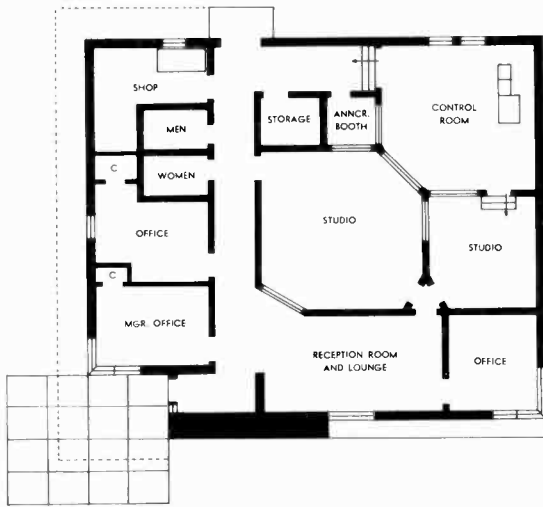 SHOP
MEN
STORAGE
ANNCR.
BOOTH
CONTROL
ROOM
C
WOMEN
OFFICE
STUDIO
STUDIO
C
MGR. OFFICE
RECEPTION ROOM
AND LOUNGE
OFFICE